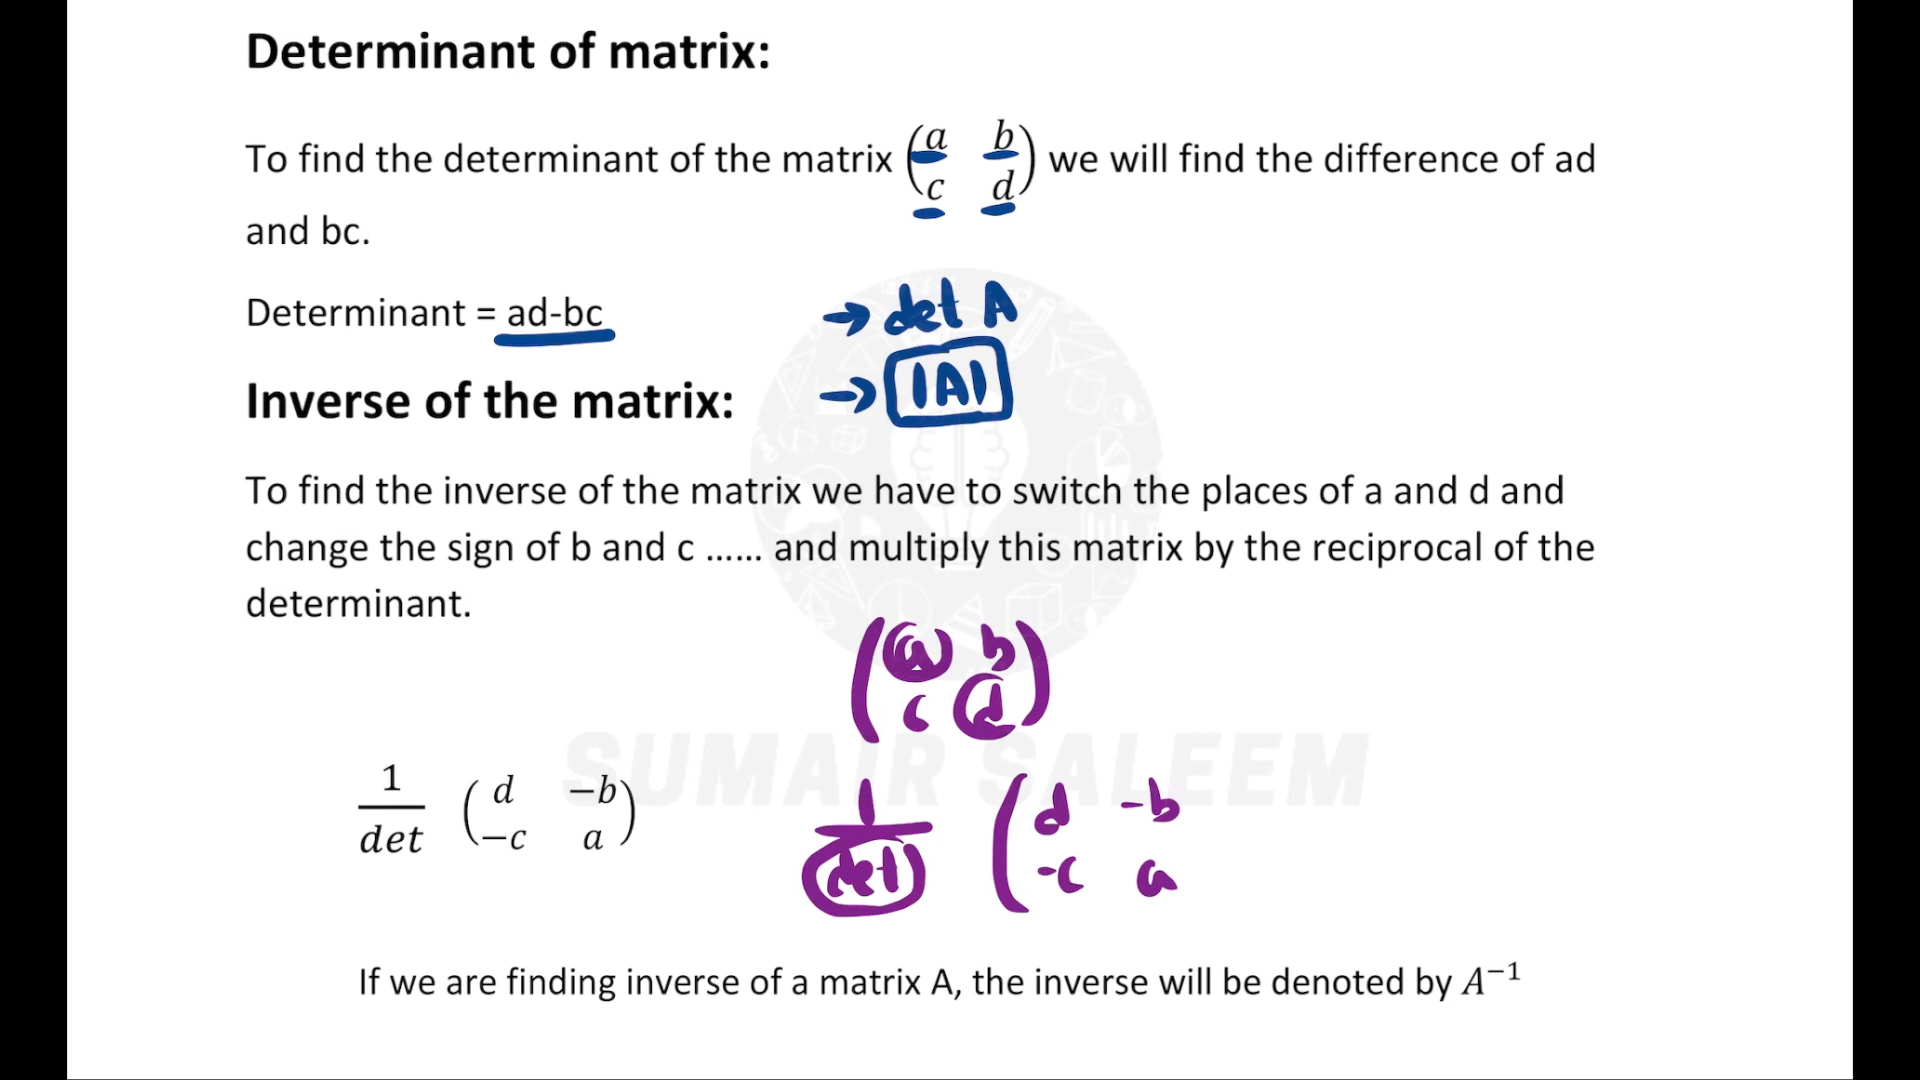 Determinant of matrix:
To find the determinant of the matrix (a b c d) we will find the difference of ad
and bc.
Determinant = ad-bc
→ det A
→ |A|
Inverse of the matrix:
To find the inverse of the matrix we have to switch the places of a and d and
change the sign of b and c ...... and multiply this matrix by the reciprocal of the
determinant.
(a b
c d)
SUMAIR SALEEM
1/det (d −b −c a)
1/det (d -b
-c a
If we are finding inverse of a matrix A, the inverse will be denoted by A⁻¹